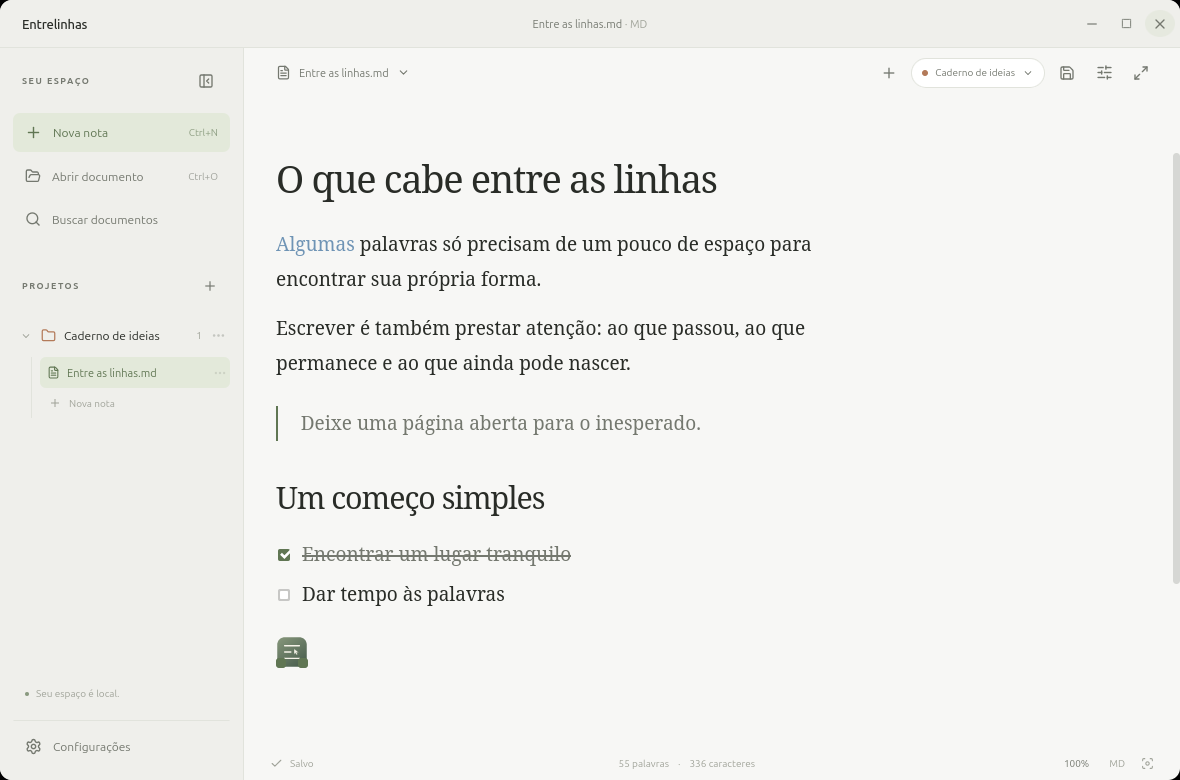 Entrelinhas
Entre as linhas.md · MD
SEU ESPAÇO
Nova nota Ctrl+N
Abrir documento Ctrl+O
Buscar documentos
PROJETOS
Caderno de ideias 1
Entre as linhas.md
Nova nota
Seu espaço é local.
Configurações
Entre as linhas.md
Caderno de ideias
O que cabe entre as linhas
Algumas palavras só precisam de um pouco de espaço para
encontrar sua própria forma.
Escrever é também prestar atenção: ao que passou, ao que
permanece e ao que ainda pode nascer.
Deixe uma página aberta para o inesperado.
Um começo simples
Encontrar um lugar tranquilo
Dar tempo às palavras
Salvo
55 palavras · 336 caracteres
100% MD